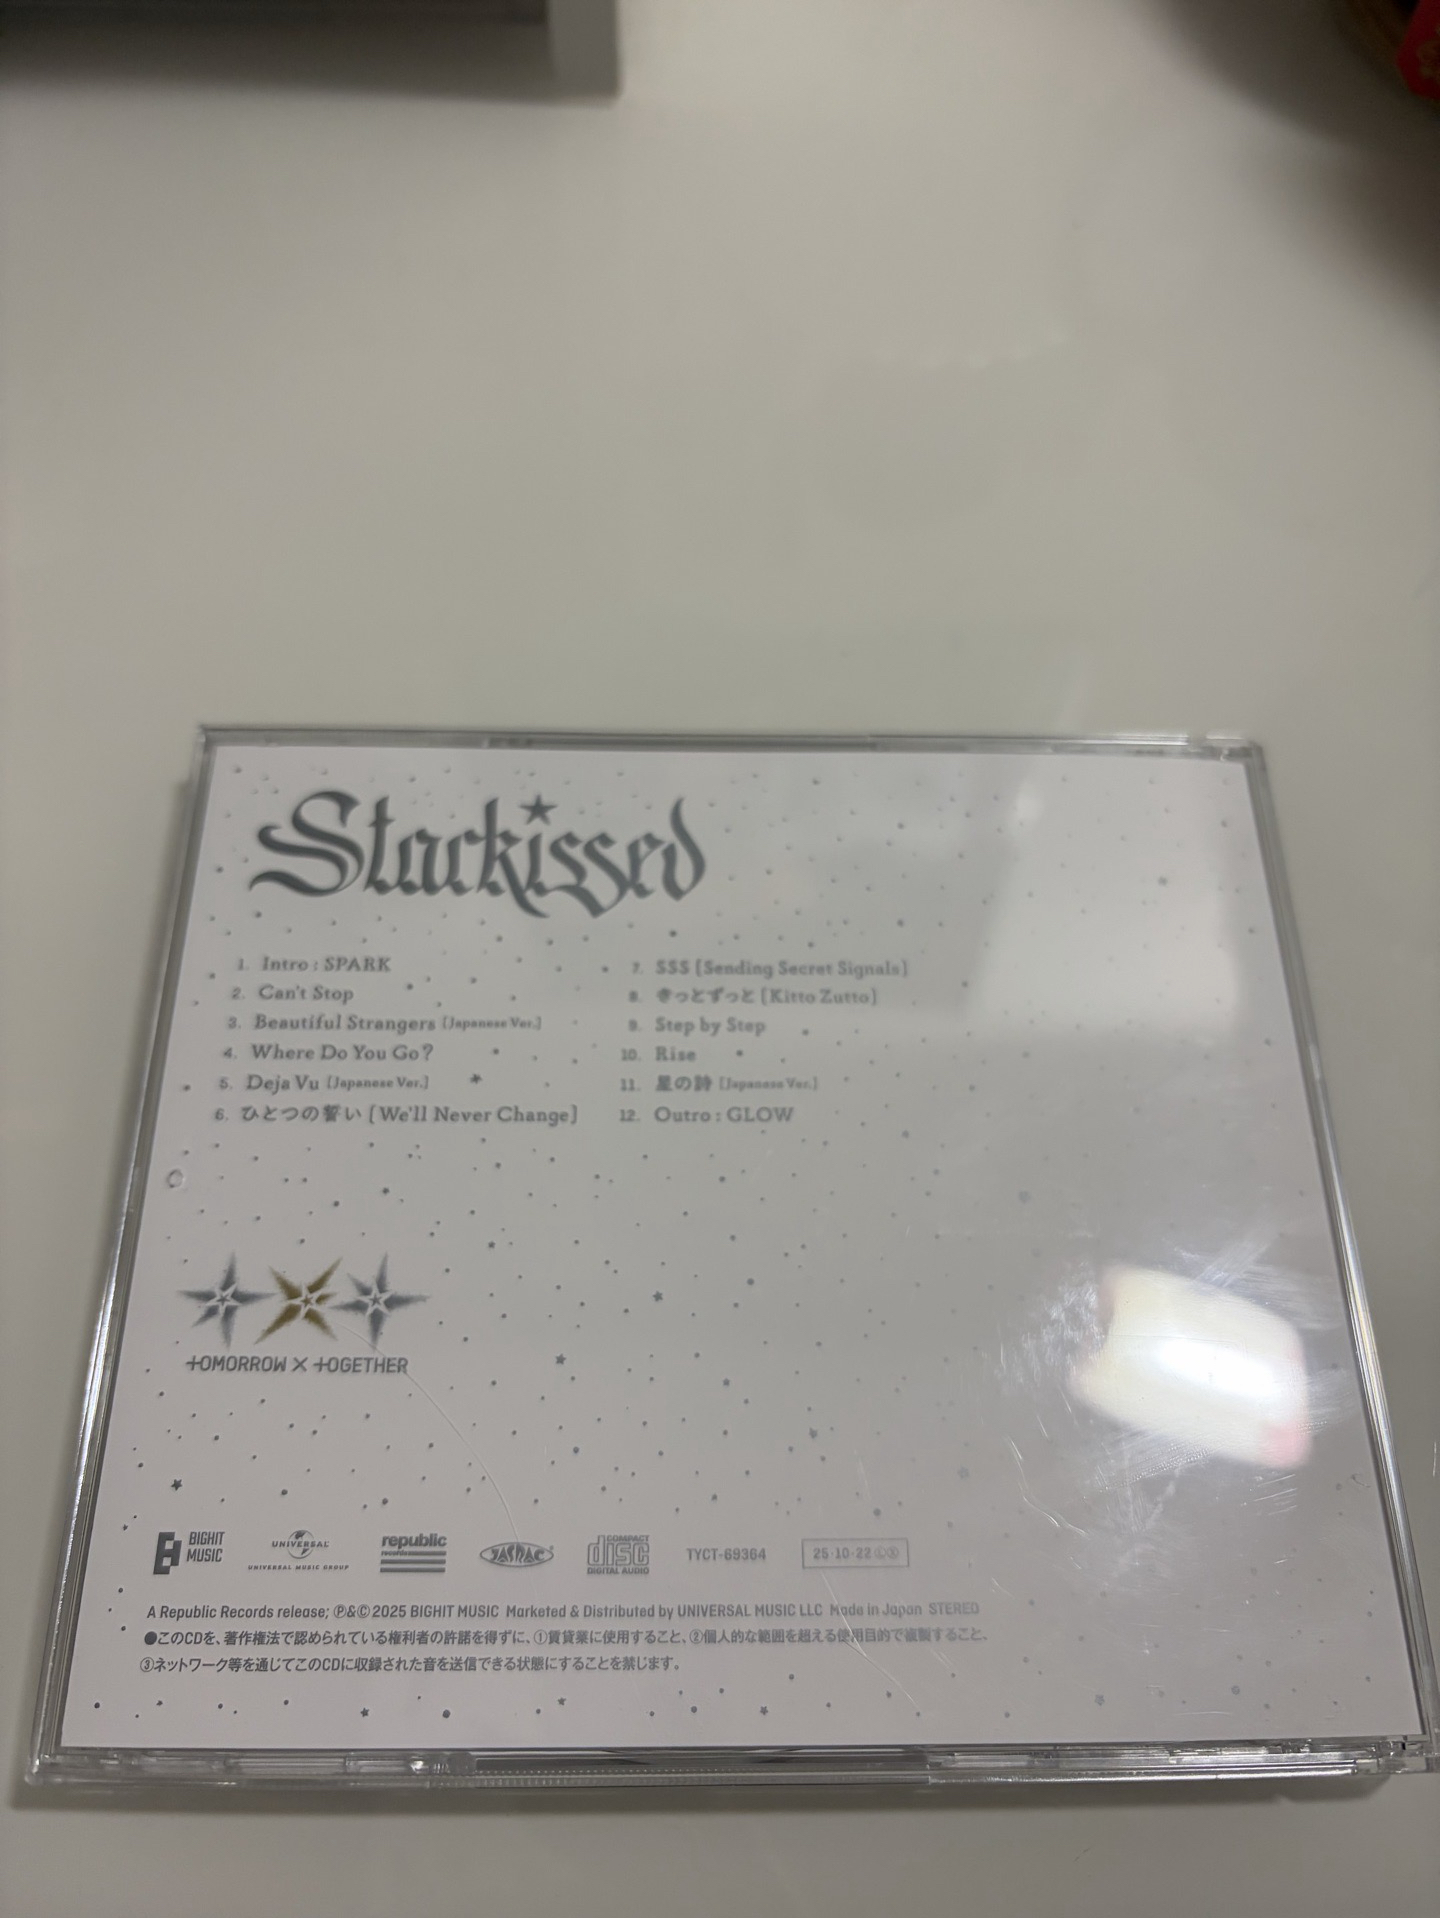 Starkissed
1. Intro : SPARK
2. Can't Stop
3. Beautiful Strangers [Japanese Ver.]
4. Where Do You Go?
5. Deja Vu [Japanese Ver.]
6. ひとつの誓い [We'll Never Change]
7. SSS [Sending Secret Signals]
8. きっとずっと [Kitto Zutto]
9. Step by Step
10. Rise
11. 星の詩 [Japanese Ver.]
12. Outro : GLOW
TOMORROW X TOGETHER
BIGHIT MUSIC
UNIVERSAL
UNIVERSAL MUSIC GROUP
republic
records
JASRAC
COMPACT
disc
DIGITAL AUDIO
TYCT-69364
25·10·22 Ⓛ Ⓧ
A Republic Records release; ℗&© 2025 BIGHIT MUSIC Marketed & Distributed by UNIVERSAL MUSIC LLC Made in Japan STEREO
●このCDを、著作権法で認められている権利者の許諾を得ずに、①賃貸業に使用すること、②個人的な範囲を超える使用目的で複製すること、
③ネットワーク等を通じてこのCDに収録された音を送信できる状態にすることを禁じます。